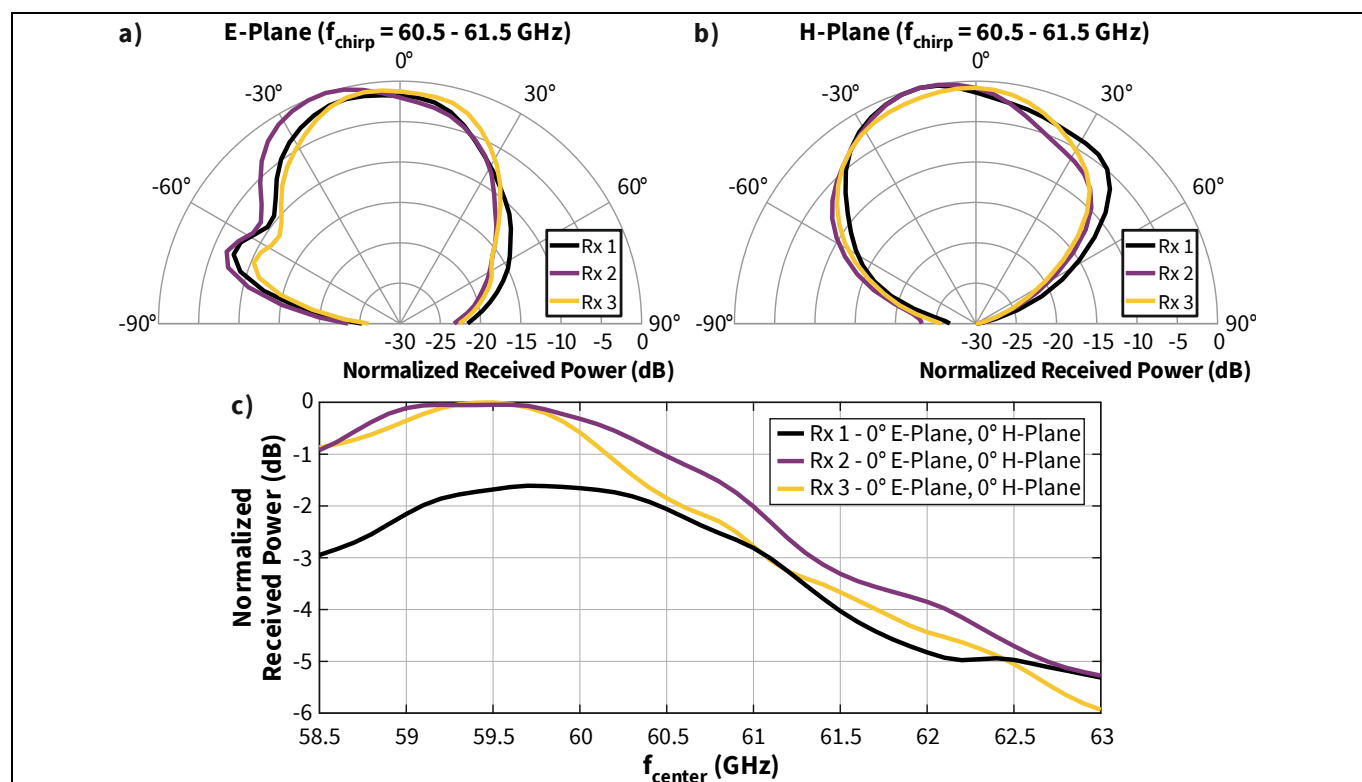 a) E-Plane (f_chirp = 60.5 - 61.5 GHz)
0°
-30° 30°
-60° 60°
Rx 1
Rx 2
Rx 3
-90° 90°
-30 -25 -20 -15 -10 -5 0
Normalized Received Power (dB)
b) H-Plane (f_chirp = 60.5 - 61.5 GHz)
0°
-30° 30°
-60° 60°
Rx 1
Rx 2
Rx 3
-90° 90°
-30 -25 -20 -15 -10 -5 0
Normalized Received Power (dB)
c)
Normalized
Received Power (dB)
0
-1
-2
-3
-4
-5
-6
Rx 1 - 0° E-Plane, 0° H-Plane
Rx 2 - 0° E-Plane, 0° H-Plane
Rx 3 - 0° E-Plane, 0° H-Plane
58.5 59 59.5 60 60.5 61 61.5 62 62.5 63
f_center (GHz)